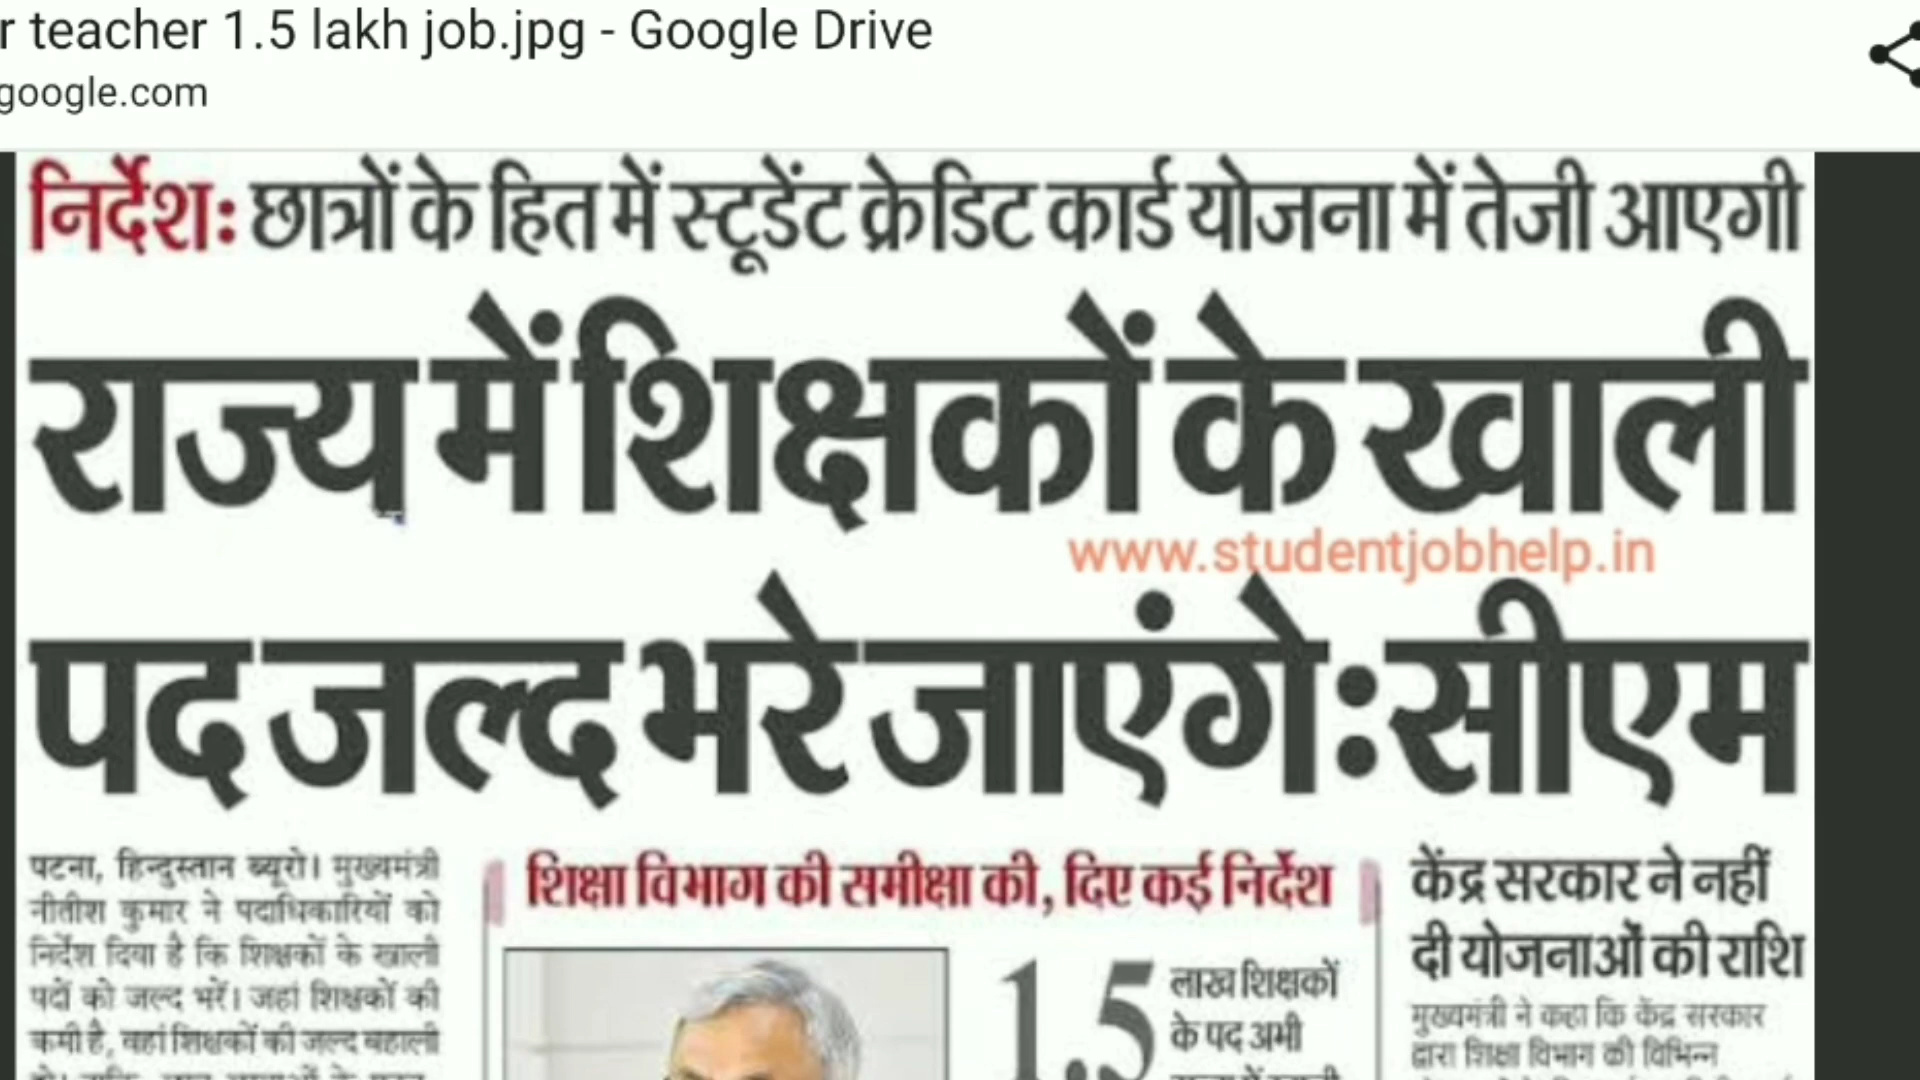 r teacher 1.5 lakh job.jpg - Google Drive
google.com
निर्देश: छात्रों के हित में स्टूडेंट क्रेडिट कार्ड योजना में तेजी आएगी
राज्य में शिक्षकों के खाली
www.studentjobhelp.in
पद जल्द भरे जाएंगे : सीएम
पटना, हिन्दुस्तान ब्यूरो। मुख्यमंत्री
नीतीश कुमार ने पदाधिकारियों को
निर्देश दिया है कि शिक्षकों के खाली
पदों को जल्द भरें। जहां शिक्षकों की
कमी है, वहां शिक्षकों की जल्द बहाली
शिक्षा विभाग की समीक्षा की, दिए कई निर्देश
1.5
लाख शिक्षकों
के पद अभी
केंद्र सरकार ने नहीं
दी योजनाओं की राशि
मुख्यमंत्री ने कहा कि केंद्र सरकार
द्वारा शिक्षा विभाग की विभिन्न